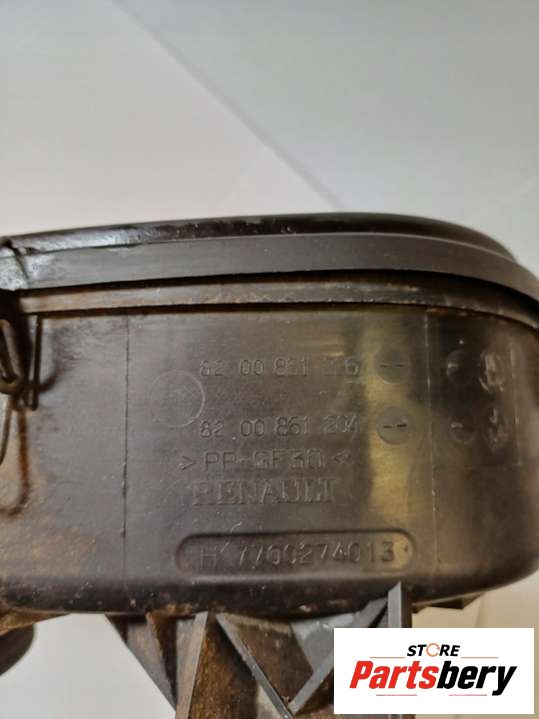 82 00 861 206
82 00 861 204
> PP-GF30 <
RENAULT
H 7700274013
STORE
Partsbery